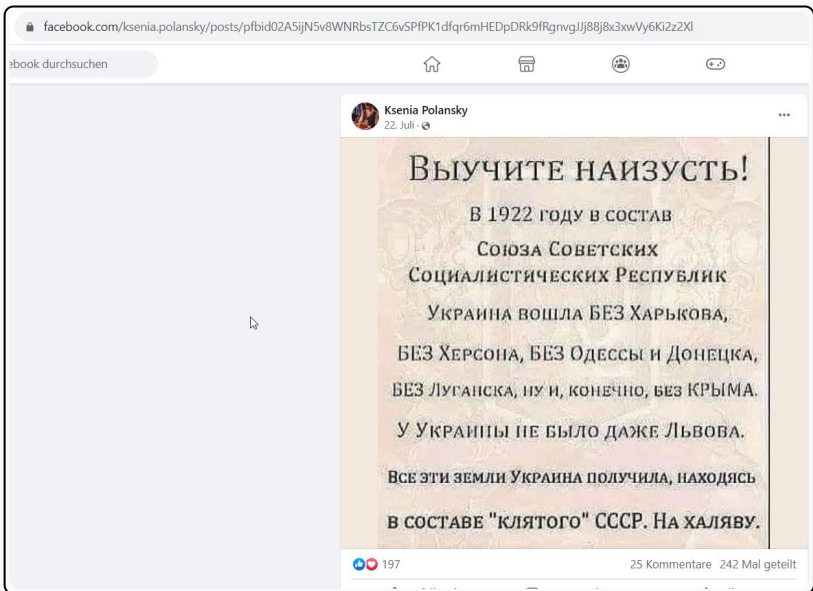 facebook.com/ksenia.polansky/posts/pfbid02A5ijN5v8WNRbsTZC6vSPfPK1dfqr6mHEDpDRk9fRgnvgJJj88j8x3xwVy6Ki2z2Xl
ebook durchsuchen
Ksenia Polansky
22. Juli ·
Выучите наизусть!
В 1922 году в состав
Союза Советских
Социалистических Республик
Украина вошла БЕЗ Харькова,
БЕЗ Херсона, БЕЗ Одессы и Донецка,
БЕЗ Луганска, ну и, конечно, без КРЫМА.
У Украины не было даже Львова.
Все эти земли Украина получила, находясь
в составе "клятого" СССР. На халяву.
197
25 Kommentare 242 Mal geteilt